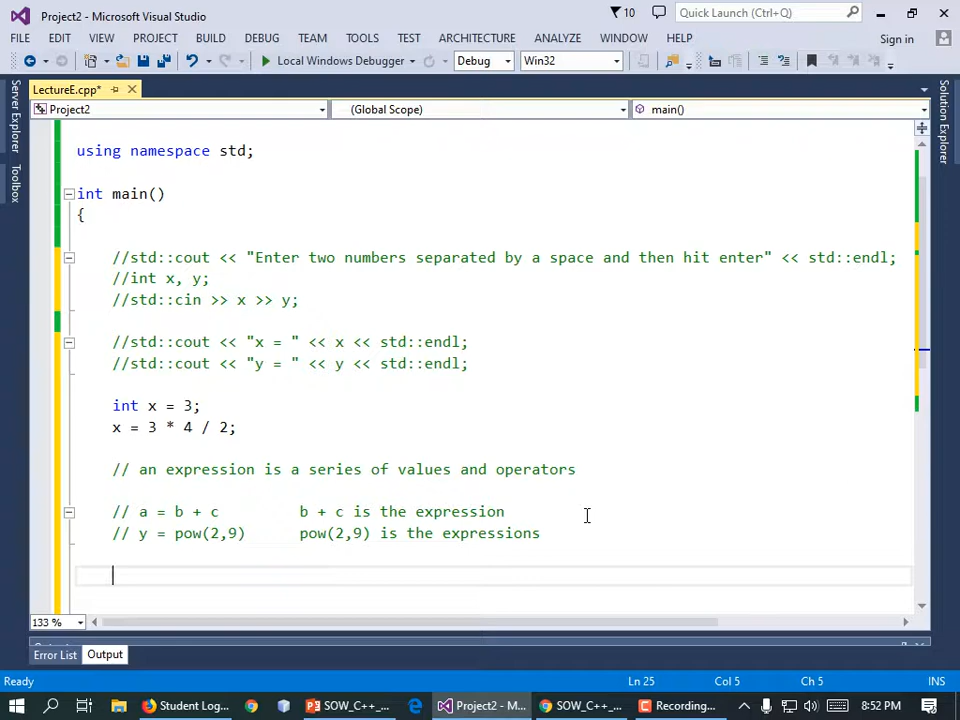 Project2 - Microsoft Visual Studio
10
Quick Launch (Ctrl+Q)
FILE EDIT VIEW PROJECT BUILD DEBUG TEAM TOOLS TEST ARCHITECTURE ANALYZE WINDOW HELP
Sign in
Local Windows Debugger
Debug
Win32
Server Explorer
Toolbox
Solution Explorer
LectureE.cpp*
Project2
(Global Scope)
main()
using namespace std;
int main()
{
//std::cout << "Enter two numbers separated by a space and then hit enter" << std::endl;
//int x, y;
//std::cin >> x >> y;
//std::cout << "x = " << x << std::endl;
//std::cout << "y = " << y << std::endl;
int x = 3;
x = 3 * 4 / 2;
// an expression is a series of values and operators
// a = b + c b + c is the expression
// y = pow(2,9) pow(2,9) is the expressions
133 %
Error List
Output
Ready
Ln 25
Col 5
Ch 5
INS
Student Log...
SOW_C++_...
Project2 - M...
SOW_C++_...
Recording...
8:52 PM